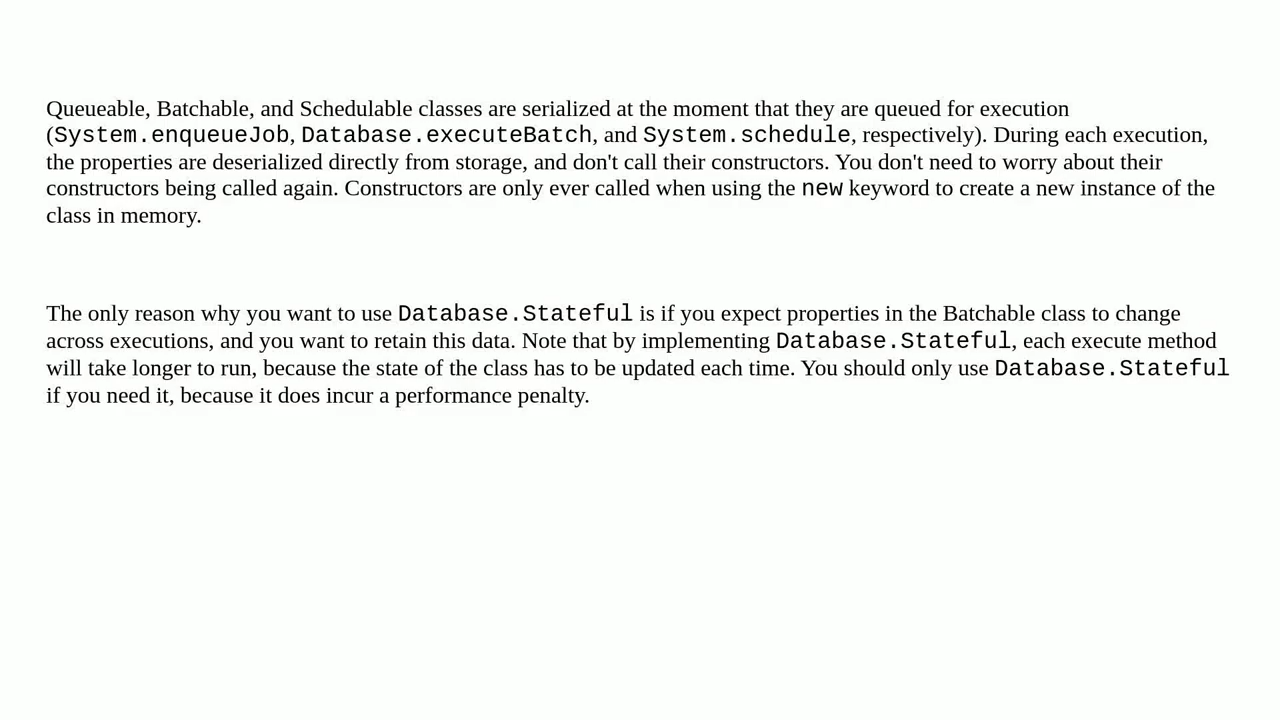 Queueable, Batchable, and Schedulable classes are serialized at the moment that they are queued for execution
(System.enqueueJob, Database.executeBatch, and System.schedule, respectively). During each execution,
the properties are deserialized directly from storage, and don't call their constructors. You don't need to worry about their
constructors being called again. Constructors are only ever called when using the new keyword to create a new instance of the
class in memory.
The only reason why you want to use Database.Stateful is if you expect properties in the Batchable class to change
across executions, and you want to retain this data. Note that by implementing Database.Stateful, each execute method
will take longer to run, because the state of the class has to be updated each time. You should only use Database.Stateful
if you need it, because it does incur a performance penalty.